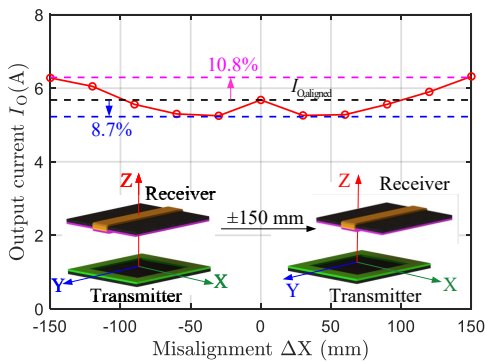 8
6
4
2
0
Output current I_O(A)
10.8%
I_O,aligned
8.7%
Z
Receiver
Y
X
Transmitter
±150 mm
Z
Receiver
Y
X
Transmitter
-150 -100 -50 0 50 100 150
Misalignment ΔX (mm)